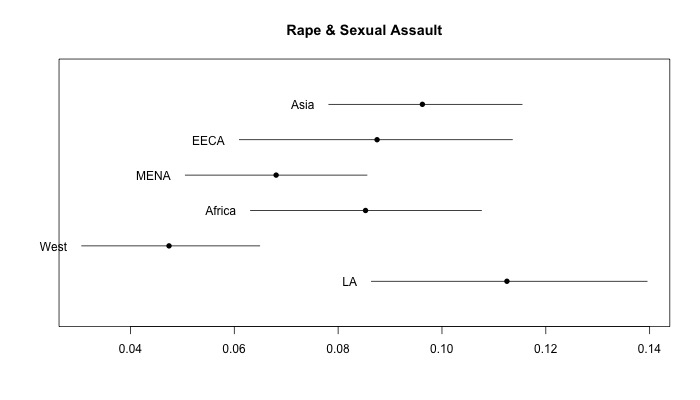 Rape & Sexual Assault
Asia
EECA
MENA
Africa
West
LA
0.04 0.06 0.08 0.10 0.12 0.14